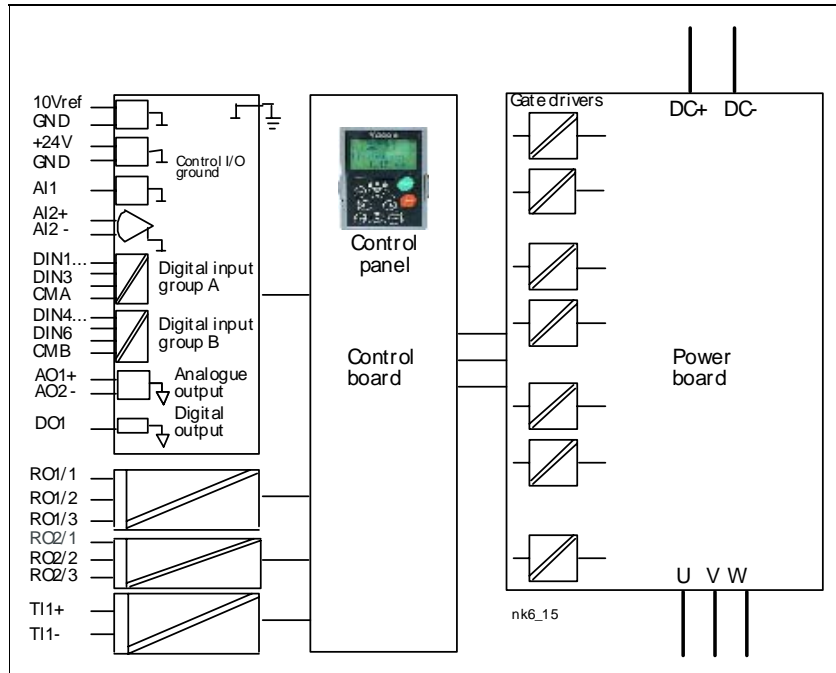 10Vref
GND
+24V
GND
Control I/O
ground
AI1
AI2+
AI2 -
DIN1...
DIN3
CMA
Digital input
group A
DIN4...
DIN6
CMB
Digital input
group B
AO1+
AO2 -
Analogue
output
DO1
Digital
output
RO1/1
RO1/2
RO1/3
RO2/1
RO2/2
RO2/3
TI1+
TI1-
Control
panel
Control
board
Gate drivers
DC+ DC-
Power
board
U V W
nk6_15